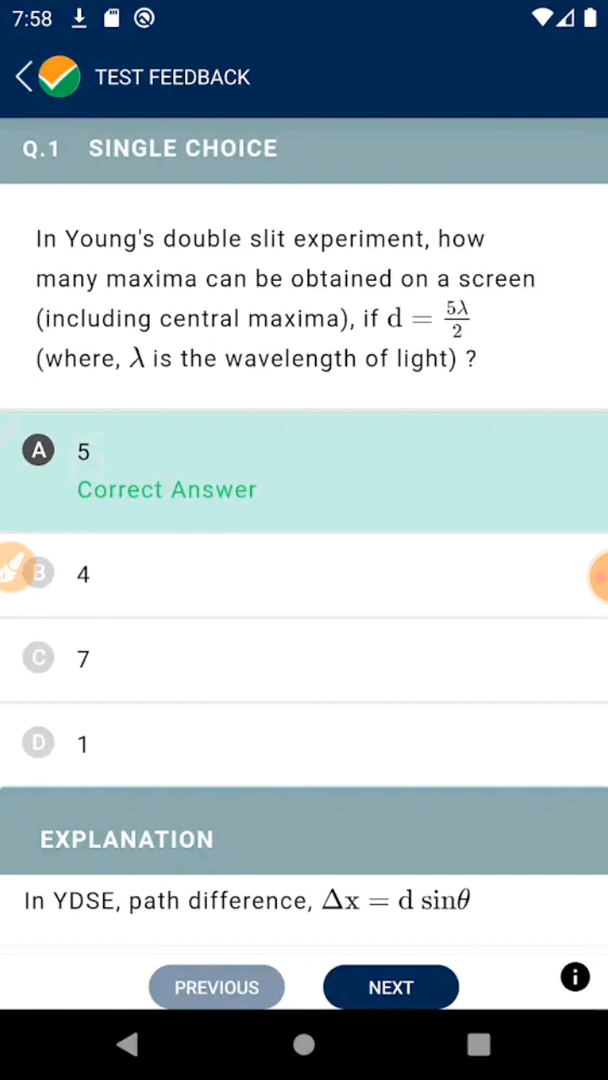 7:58
TEST FEEDBACK
Q.1 SINGLE CHOICE
In Young's double slit experiment, how
many maxima can be obtained on a screen
(including central maxima), if d = 5λ/2
(where, λ is the wavelength of light) ?
A 5
Correct Answer
B 4
C 7
D 1
EXPLANATION
In YDSE, path difference, Δx = d sinθ
PREVIOUS NEXT